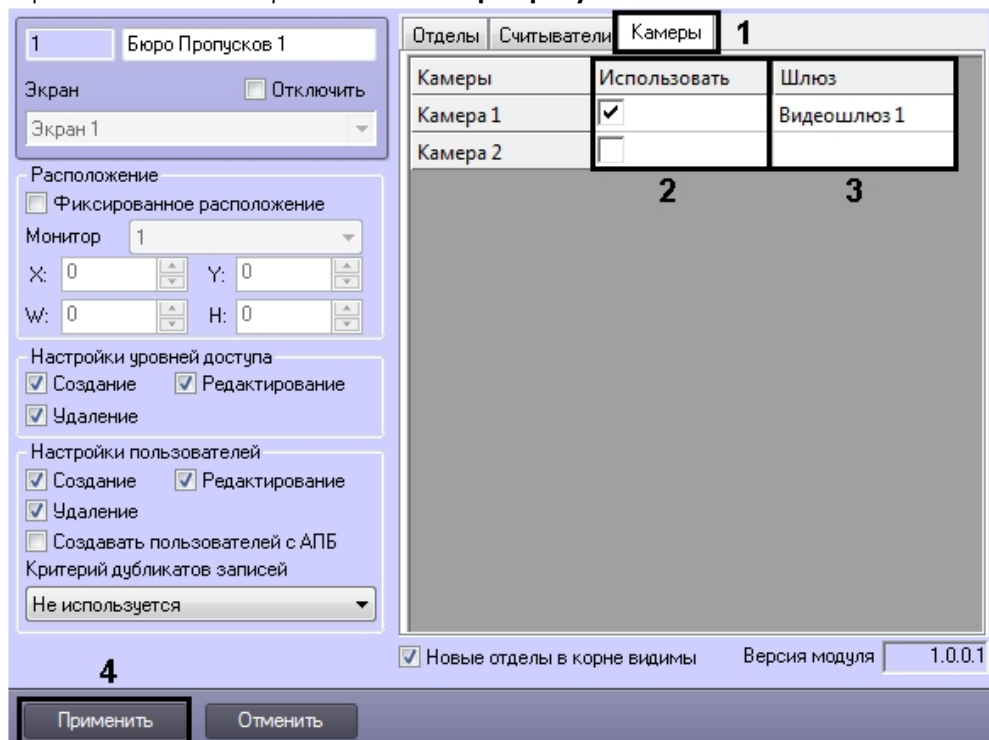 1 Бюро Пропусков 1
Экран Отключить
Экран 1
Расположение
Фиксированное расположение
Монитор 1
X: 0 Y: 0
W: 0 H: 0
Настройки уровней доступа
Создание Редактирование
Удаление
Настройки пользователей
Создание Редактирование
Удаление
Создавать пользователей с АПБ
Критерий дубликатов записей
Не используется
4
Применить Отменить
Отделы Считыватели Камеры 1
Камеры Использовать Шлюз
Камера 1 Видеошлюз 1
Камера 2
2 3
Новые отделы в корне видимы Версия модуля 1.0.0.1